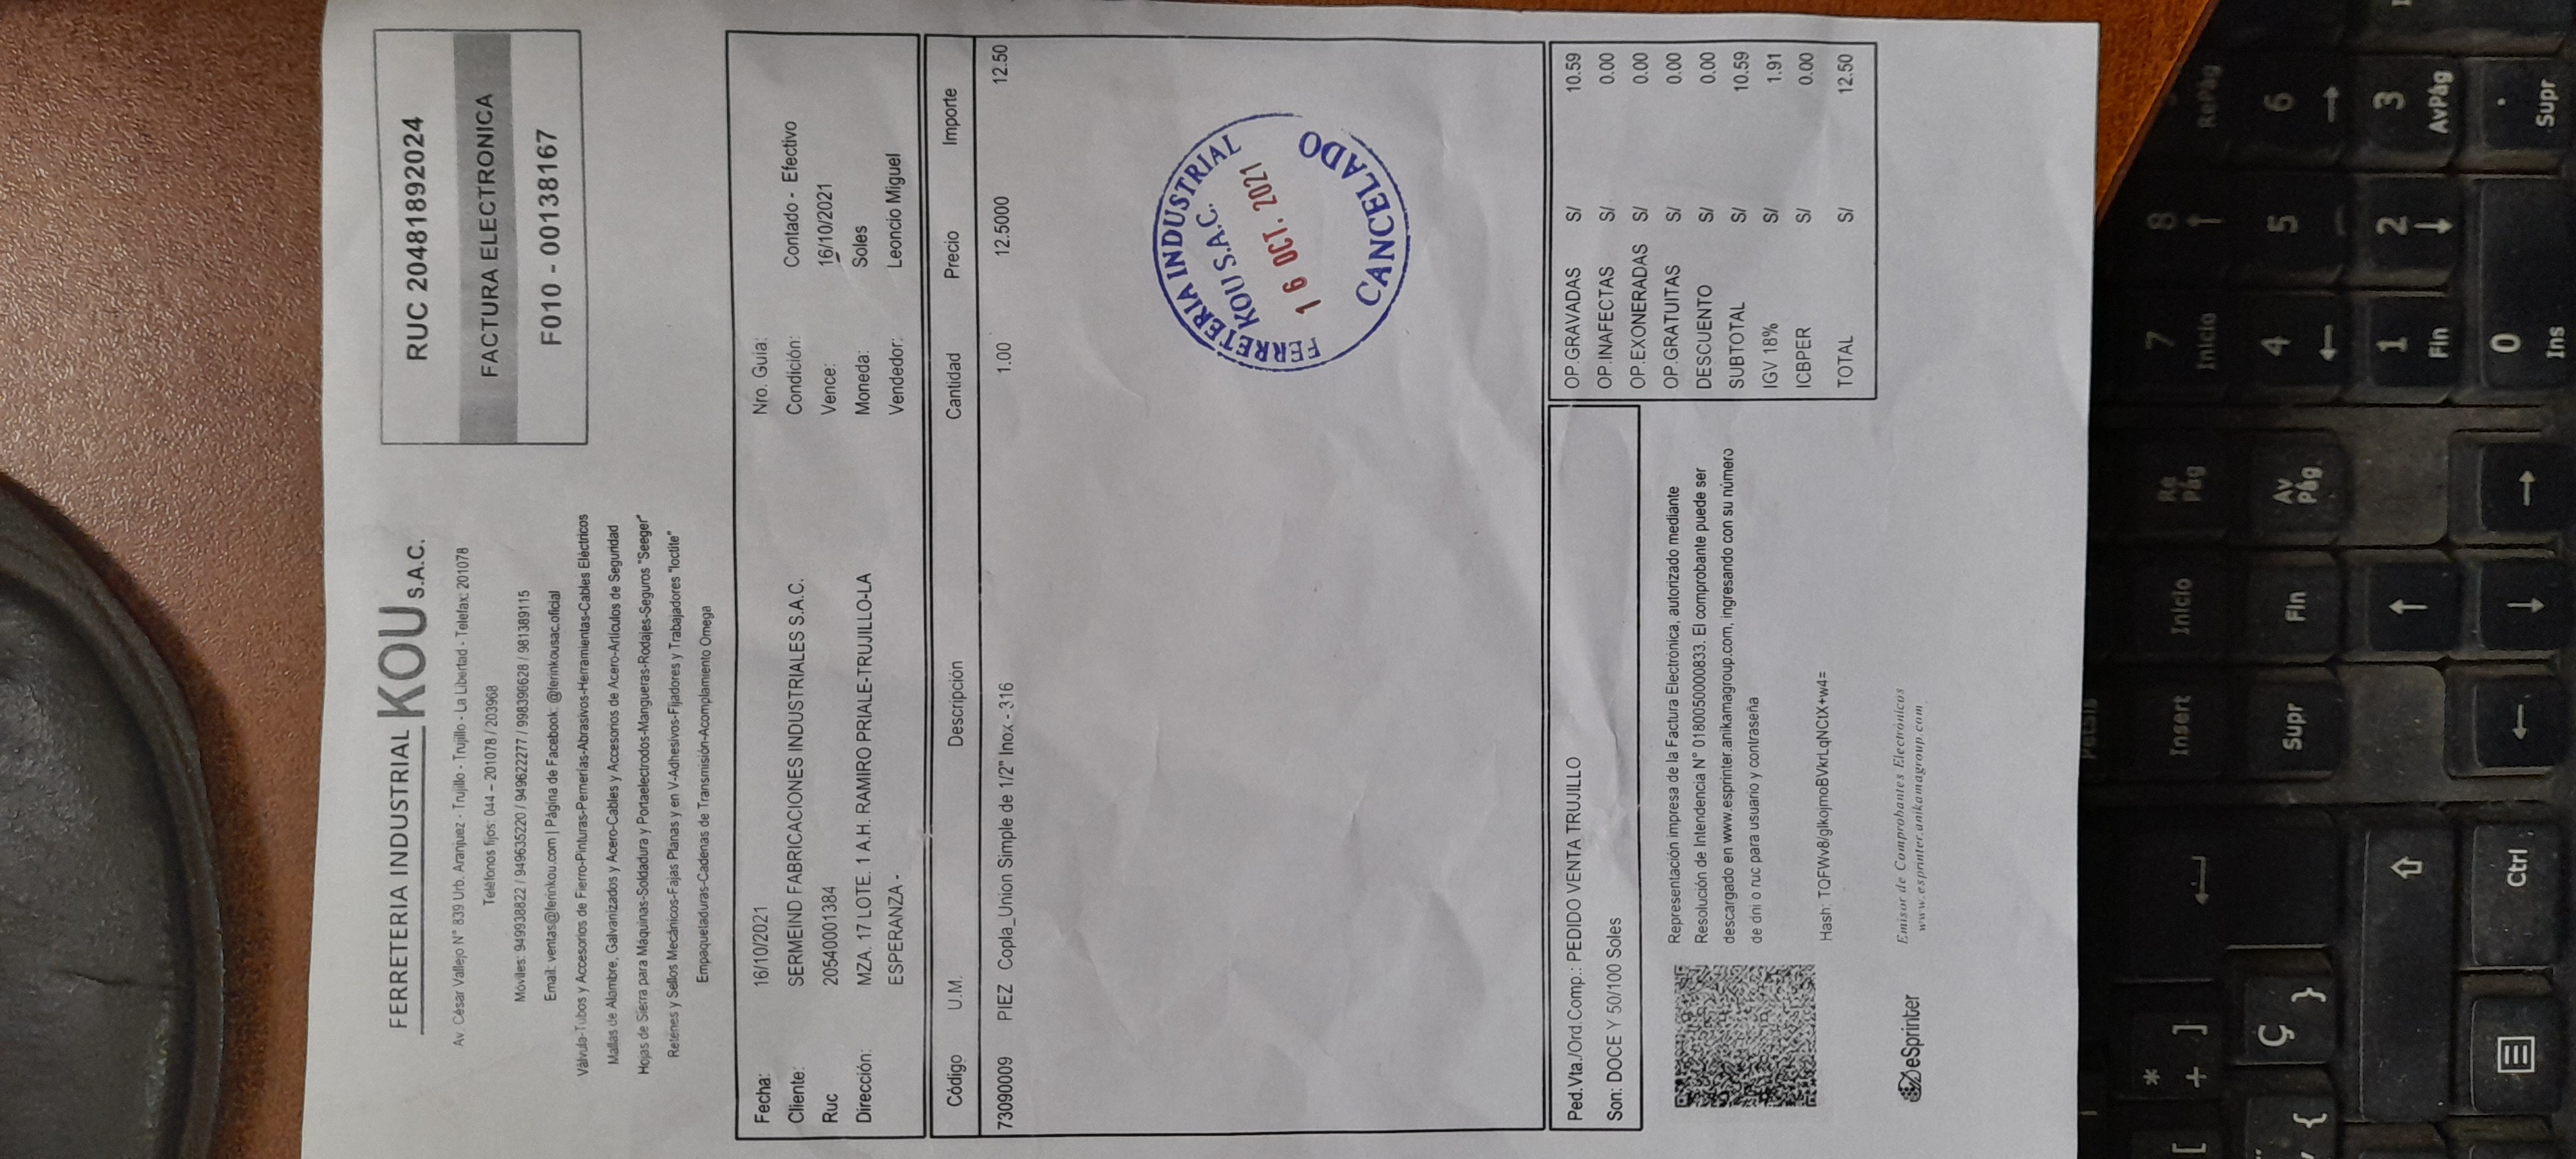 FERRETERIA INDUSTRIAL KOU S.A.C.
Av. César Vallejo N° 839 Urb. Aranjuez - Trujillo - Trujillo - La Libertad - Telefax: 201078
Teléfonos fijos: 044 – 201078 / 203968
Móviles: 949938822 / 949635220 / 949622277 / 998396628 / 981389115
Email: ventas@ferinkou.com | Página de Facebook: @ferinkousac.oficial
Válvula-Tubos y Accesorios de Fierro-Pinturas-Pernerías-Abrasivos-Herramientas-Cables Eléctricos
Mallas de Alambre, Galvanizados y Acero-Cables y Accesorios de Acero-Artículos de Seguridad
Hojas de Sierra para Máquinas-Soldadura y Portaelectrodos-Mangueras-Rodajes-Seguros "Seeger"
Retenes y Sellos Mecánicos-Fajas Planas y en V-Adhesivos-Fijadores y Trabajadores "loctite"
Empaquetaduras-Cadenas de Transmisión-Acomplamiento Omega
RUC 20481892024
FACTURA ELECTRONICA
F010 - 00138167
Fecha: 16/10/2021
Cliente: SERMEIND FABRICACIONES INDUSTRIALES S.A.C.
Ruc 20540001384
Dirección: MZA. 17 LOTE. 1 A.H. RAMIRO PRIALE-TRUJILLO-LA
ESPERANZA -
Nro. Guia:
Condición: Contado - Efectivo
Vence: 16/10/2021
Moneda: Soles
Vendedor: Leoncio Miguel
Código U.M. Descripción Cantidad Precio Importe
73090009 PIEZ Copla_Union Simple de 1/2" Inox - 316 1.00 12.5000 12.50
FERRETERIA INDUSTRIAL
KOU S.A.C.
16 OCT. 2021
CANCELADO
Ped.Vta./Ord.Comp.: PEDIDO VENTA TRUJILLO
Son: DOCE Y 50/100 Soles
OP.GRAVADAS S/ 10.59
OP.INAFECTAS S/ 0.00
OP.EXONERADAS S/ 0.00
OP.GRATUITAS S/ 0.00
DESCUENTO S/ 0.00
SUBTOTAL S/ 10.59
IGV 18% S/ 1.91
ICBPER S/ 0.00
TOTAL S/ 12.50
Representación impresa de la Factura Electrónica, autorizado mediante
Resolución de Intendencia N° 0180050000833. El comprobante puede ser
descargado en www.esprinter.anikamagroup.com, ingresando con su número
de dni o ruc para usuario y contraseña
Hash: TQFWv8/glkojmoBVkrLqNCtX+w4=
eSprinter
Emisor de Comprobantes Electrónicos
www.esprinter.anikamagroup.com
PetSis
[ * + ] Insert Inicio Re Pág 7 Inicio 8 RePág
{ Ç } Supr Fin Av Pág 4 5 6
1 Fin 2 3 AvPág
Ctrl 0 Ins . Supr